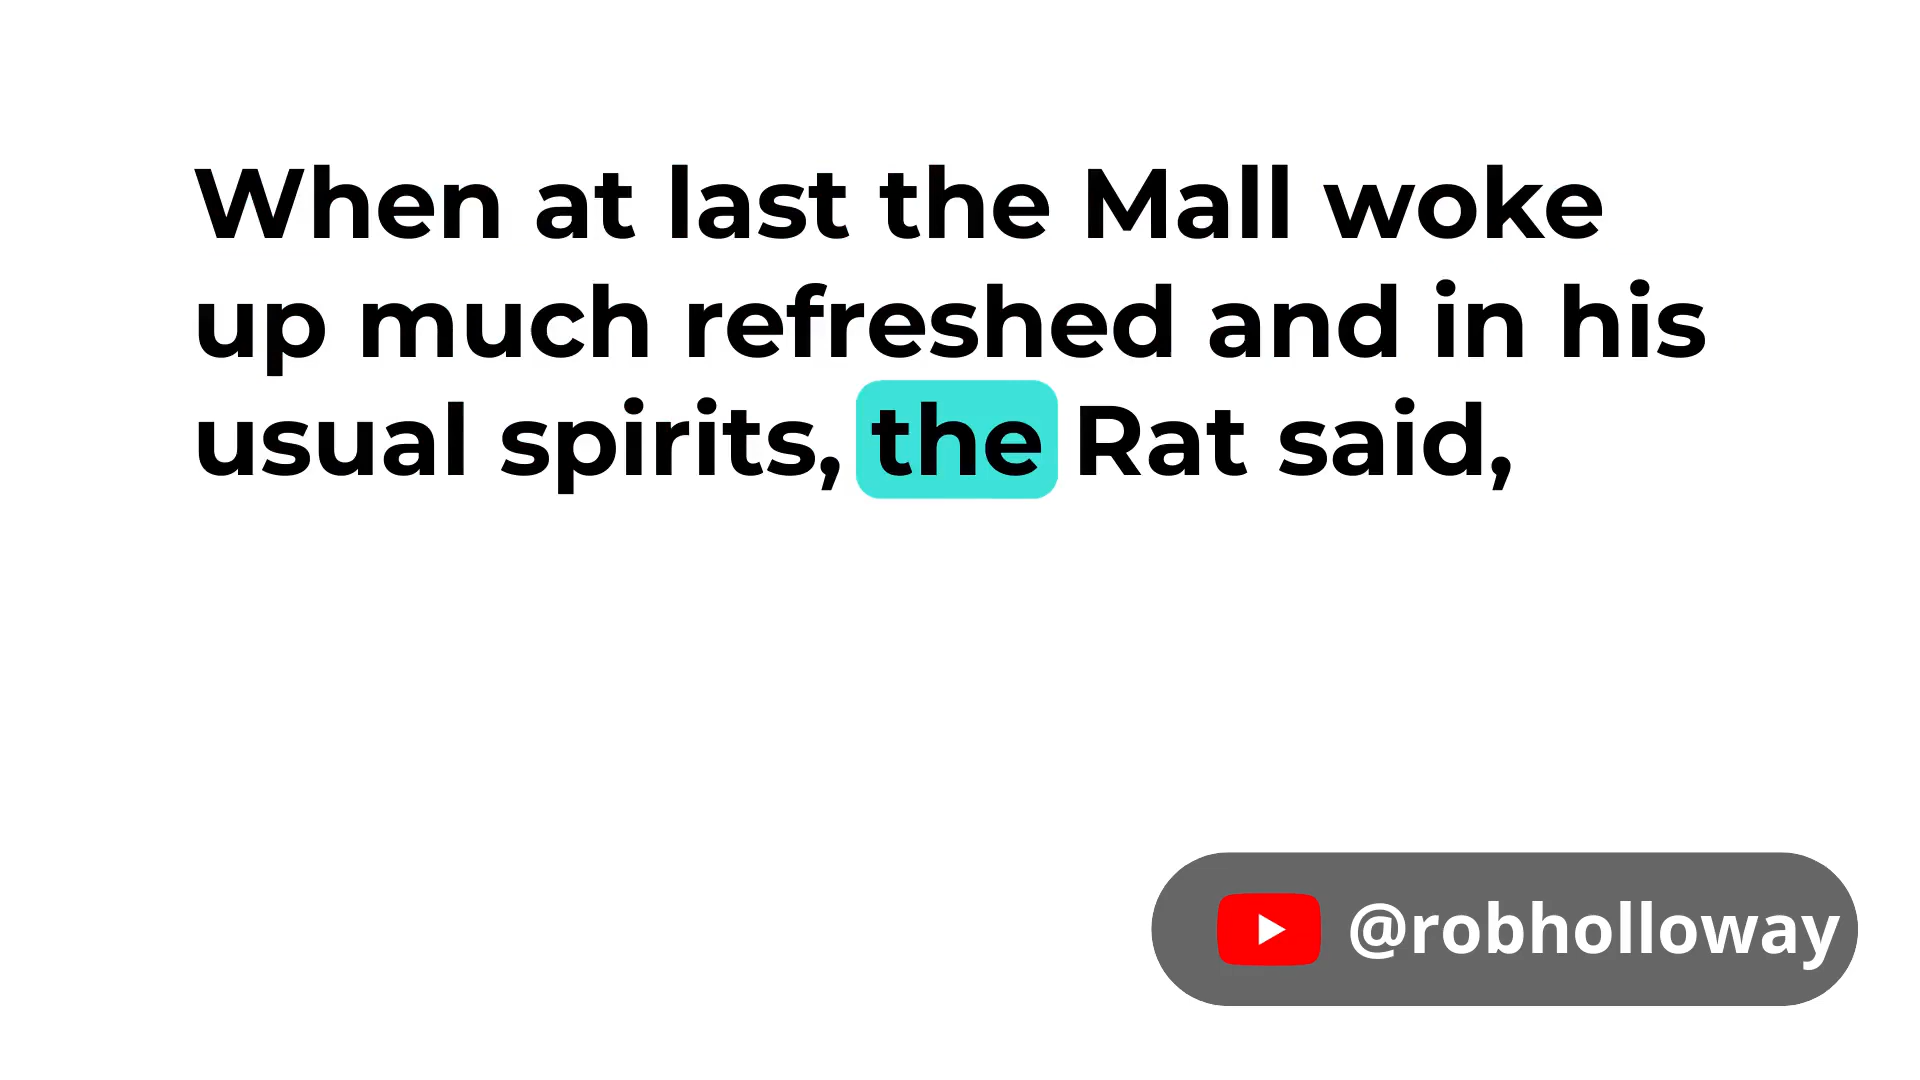 When at last the Mall woke
up much refreshed and in his
usual spirits, the Rat said,
@robholloway